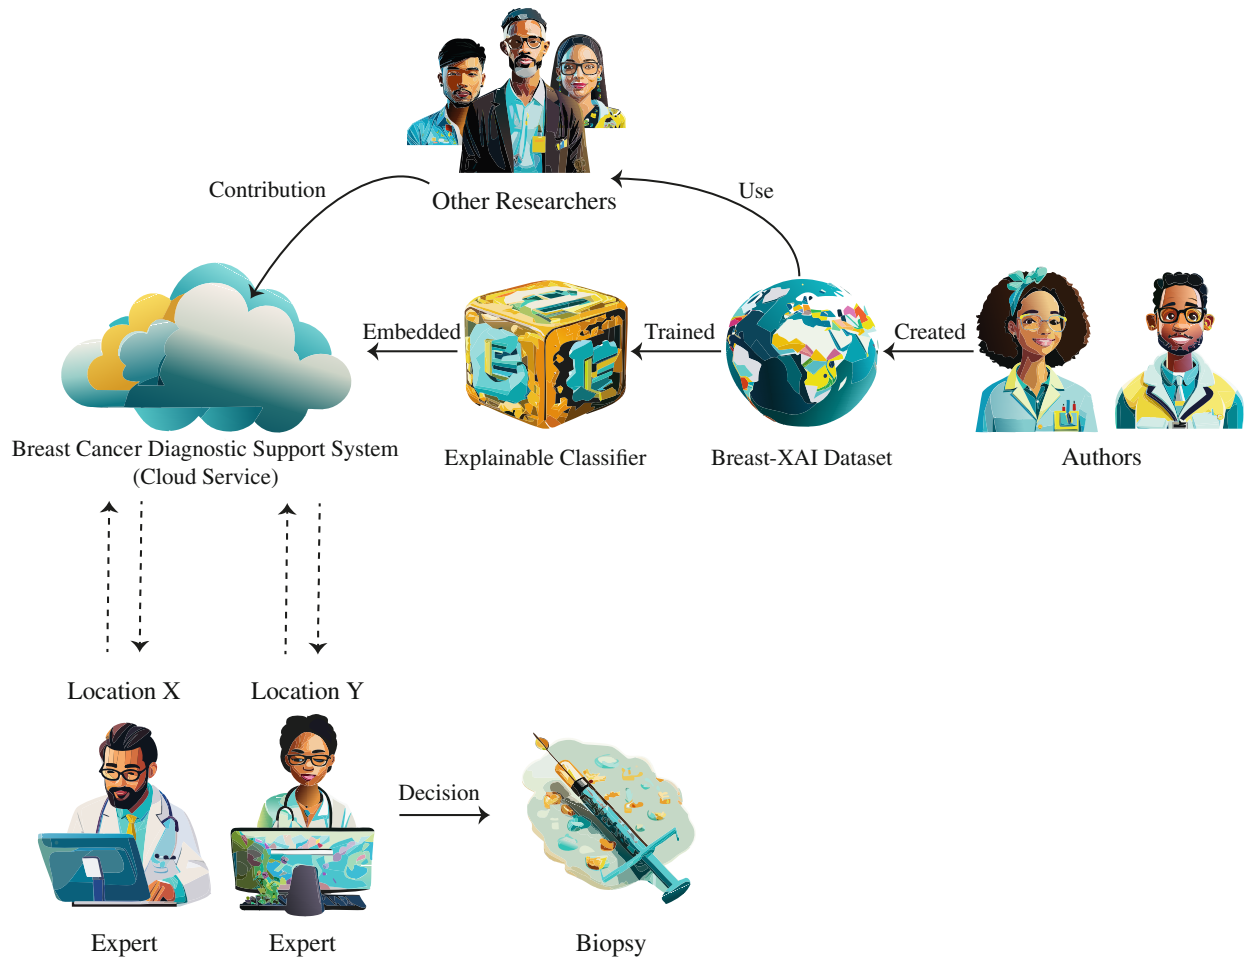 Contribution
Other Researchers
Use
Embedded
Trained
Created
Breast Cancer Diagnostic Support System
(Cloud Service)
Explainable Classifier
Breast-XAI Dataset
Authors
Location X
Location Y
Decision
Expert
Expert
Biopsy